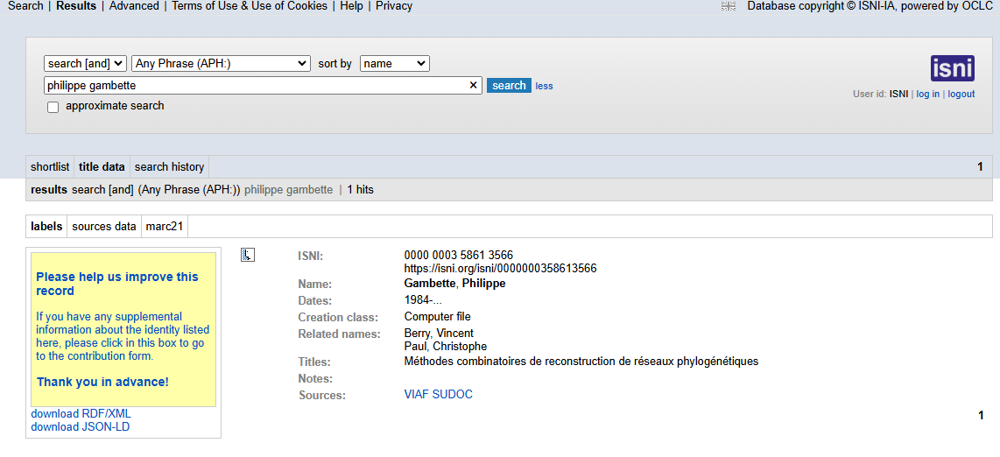 Search | Results | Advanced | Terms of Use & Use of Cookies | Help | Privacy
Database copyright © ISNI-IA, powered by OCLC
search [and] Any Phrase (APH:) sort by name
isni
philippe gambette × search less
User id: ISNI | log in | logout
approximate search
shortlist title data search history 1
results search [and] (Any Phrase (APH:)) philippe gambette | 1 hits
labels sources data marc21
Please help us improve this
record
If you have any supplemental
information about the identity listed
here, please click in this box to go
to the contribution form.
Thank you in advance!
download RDF/XML
download JSON-LD
ISNI: 0000 0003 5861 3566
https://isni.org/isni/0000000358613566
Name: Gambette, Philippe
Dates: 1984-...
Creation class: Computer file
Related names: Berry, Vincent
Paul, Christophe
Titles: Méthodes combinatoires de reconstruction de réseaux phylogénétiques
Notes:
Sources: VIAF SUDOC
1